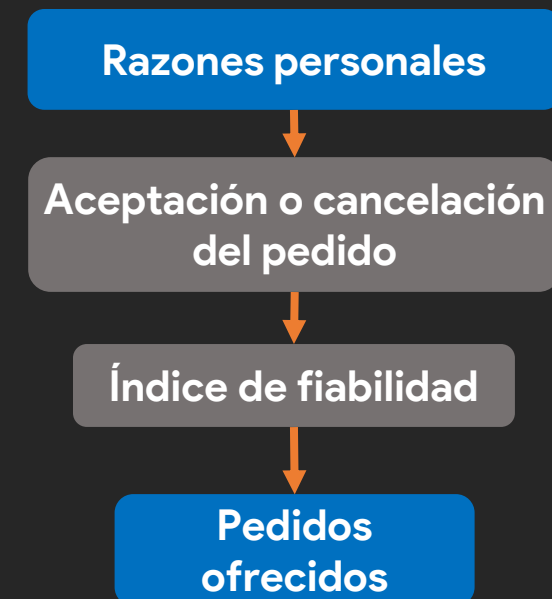 Razones personales
Aceptación o cancelación
del pedido
Índice de fiabilidad
Pedidos
ofrecidos